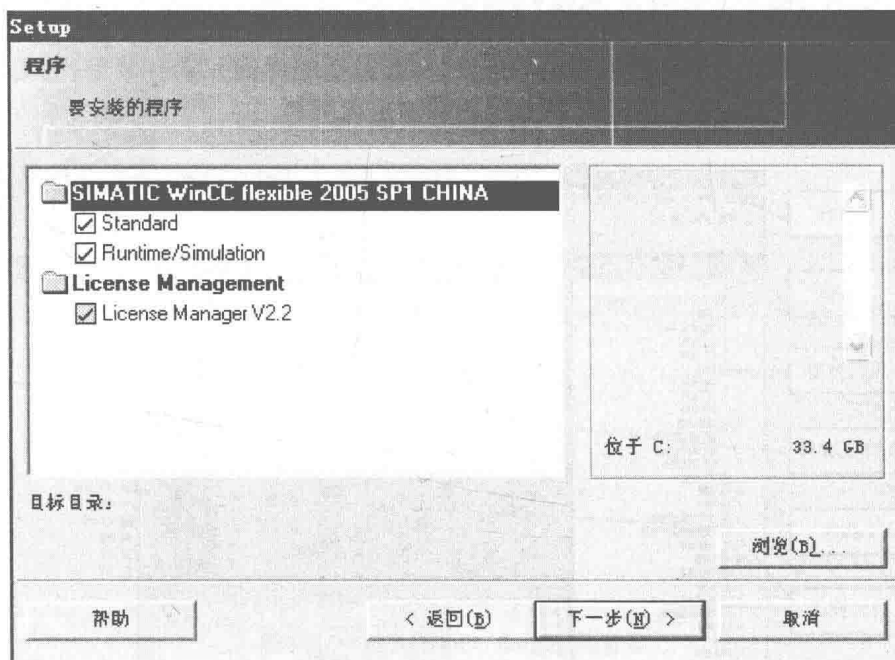 Setup
程序
要安装的程序
SIMATIC WinCC flexible 2005 SP1 CHINA
Standard
Runtime/Simulation
License Management
License Manager V2.2
位于 C: 33.4 GB
目标目录:
浏览(B)...
帮助 < 返回(B) 下一步(N) > 取消